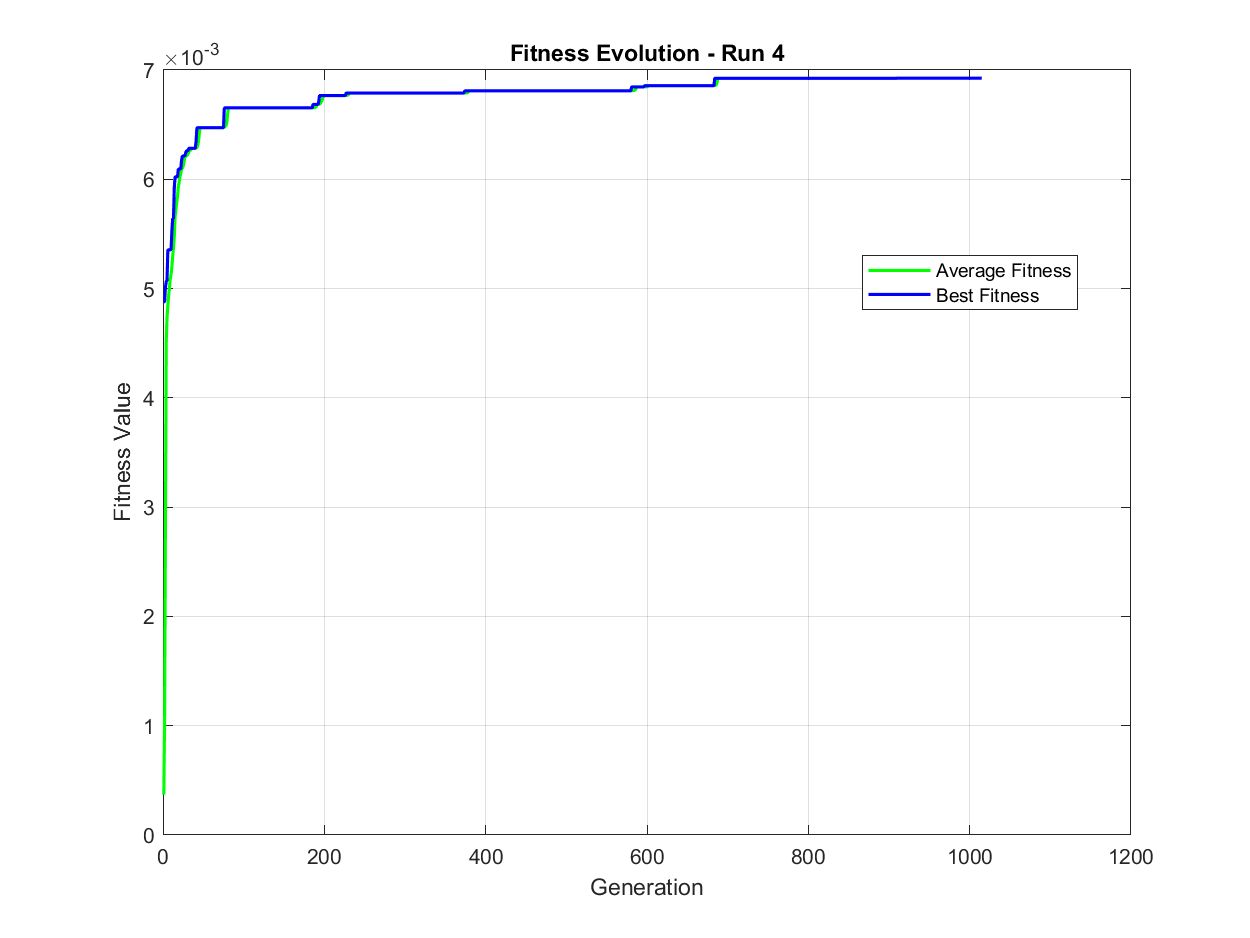 Fitness Evolution - Run 4
×10-3
7
6
5
4
3
2
1
0
Fitness Value
Average Fitness
Best Fitness
0 200 400 600 800 1000 1200
Generation